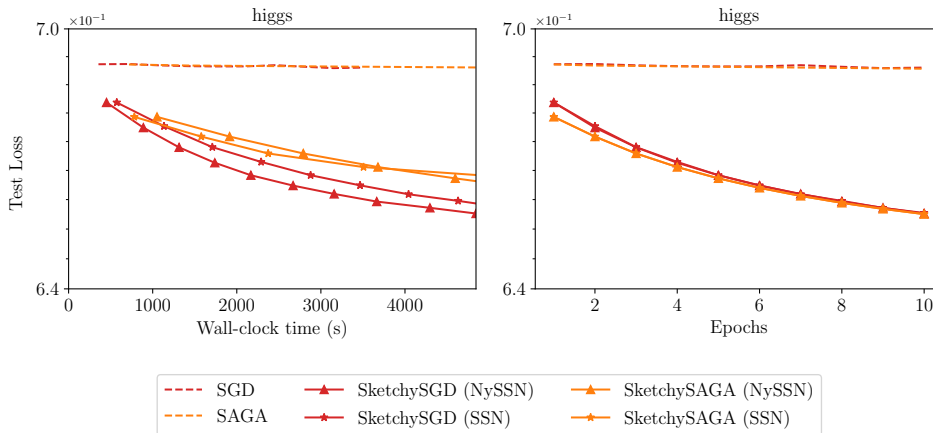 higgs
×10⁻¹
7.0
6.4
Test Loss
0 1000 2000 3000 4000
Wall-clock time (s)
higgs
×10⁻¹
7.0
6.4
2 4 6 8 10
Epochs
SGD
SAGA
SketchySGD (NySSN)
SketchySGD (SSN)
SketchySAGA (NySSN)
SketchySAGA (SSN)